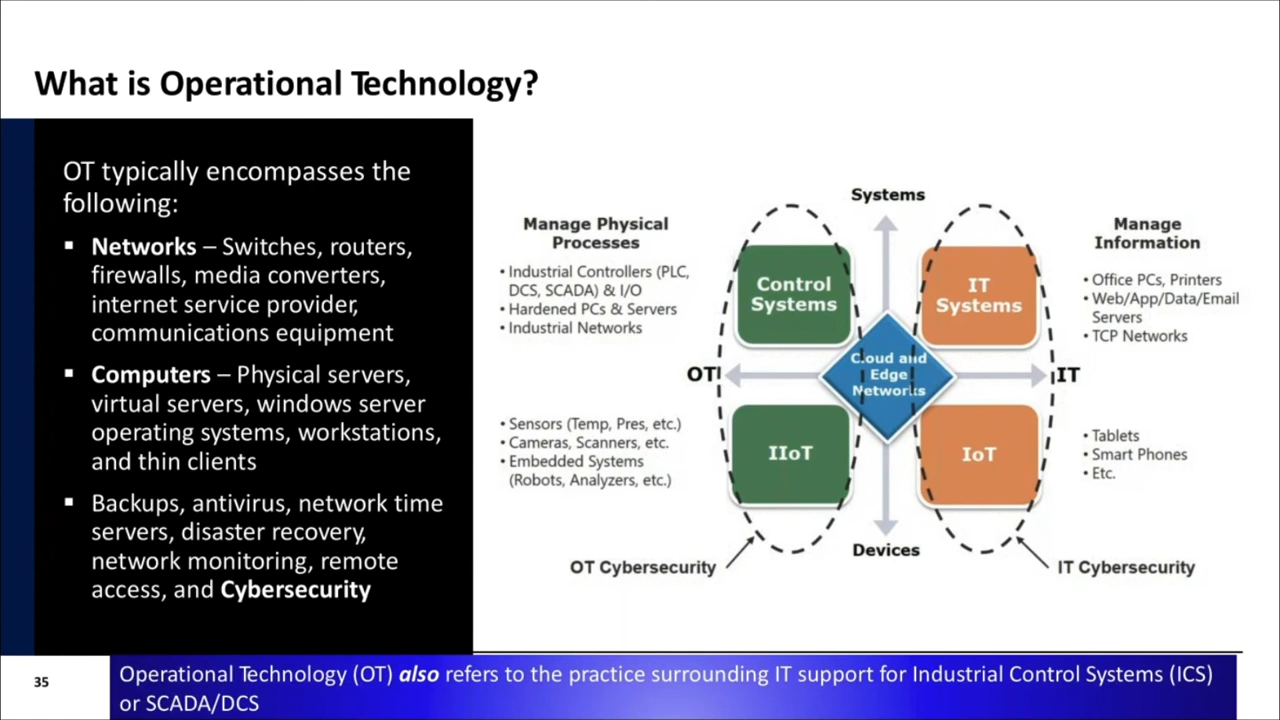 What is Operational Technology?
OT typically encompasses the
following:
▪ Networks – Switches, routers,
firewalls, media converters,
internet service provider,
communications equipment
▪ Computers – Physical servers,
virtual servers, windows server
operating systems, workstations,
and thin clients
▪ Backups, antivirus, network time
servers, disaster recovery,
network monitoring, remote
access, and Cybersecurity
Systems
Manage Physical
Processes
• Industrial Controllers (PLC,
DCS, SCADA) & I/O
• Hardened PCs & Servers
• Industrial Networks
Control
Systems
IT
Systems
Manage
Information
• Office PCs, Printers
• Web/App/Data/Email
Servers
• TCP Networks
OT
Cloud and
Edge
Networks
IT
• Sensors (Temp, Pres, etc.)
• Cameras, Scanners, etc.
• Embedded Systems
(Robots, Analyzers, etc.)
IIoT
IoT
• Tablets
• Smart Phones
• Etc.
Devices
OT Cybersecurity
IT Cybersecurity
35
Operational Technology (OT) also refers to the practice surrounding IT support for Industrial Control Systems (ICS)
or SCADA/DCS